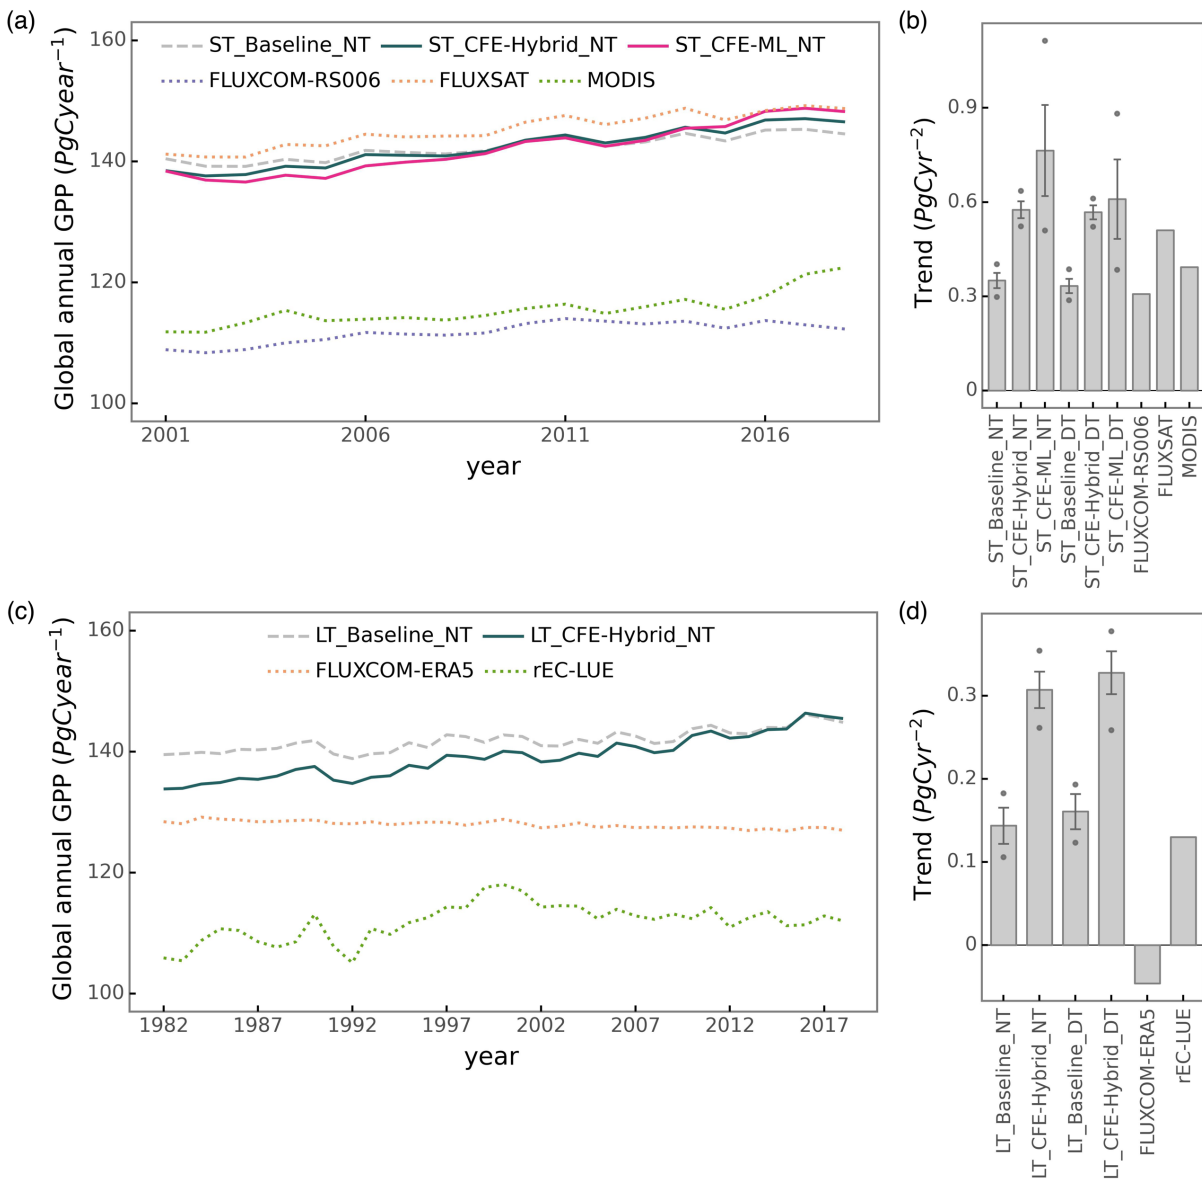 (a)
Global annual GPP (PgCyear−1)
160
140
120
100
ST_Baseline_NT ST_CFE-Hybrid_NT ST_CFE-ML_NT
FLUXCOM-RS006 FLUXSAT MODIS
2001 2006 2011 2016
year
(b)
Trend (PgCyr−2)
0.9
0.6
0.3
0
ST_Baseline_NT
ST_CFE-Hybrid_NT
ST_CFE-ML_NT
ST_Baseline_DT
ST_CFE-Hybrid_DT
ST_CFE-ML_DT
FLUXCOM-RS006
FLUXSAT
MODIS
(c)
Global annual GPP (PgCyear−1)
160
140
120
100
LT_Baseline_NT LT_CFE-Hybrid_NT
FLUXCOM-ERA5 rEC-LUE
1982 1987 1992 1997 2002 2007 2012 2017
year
(d)
Trend (PgCyr−2)
0.3
0.2
0.1
0
LT_Baseline_NT
LT_CFE-Hybrid_NT
LT_Baseline_DT
LT_CFE-Hybrid_DT
FLUXCOM-ERA5
rEC-LUE